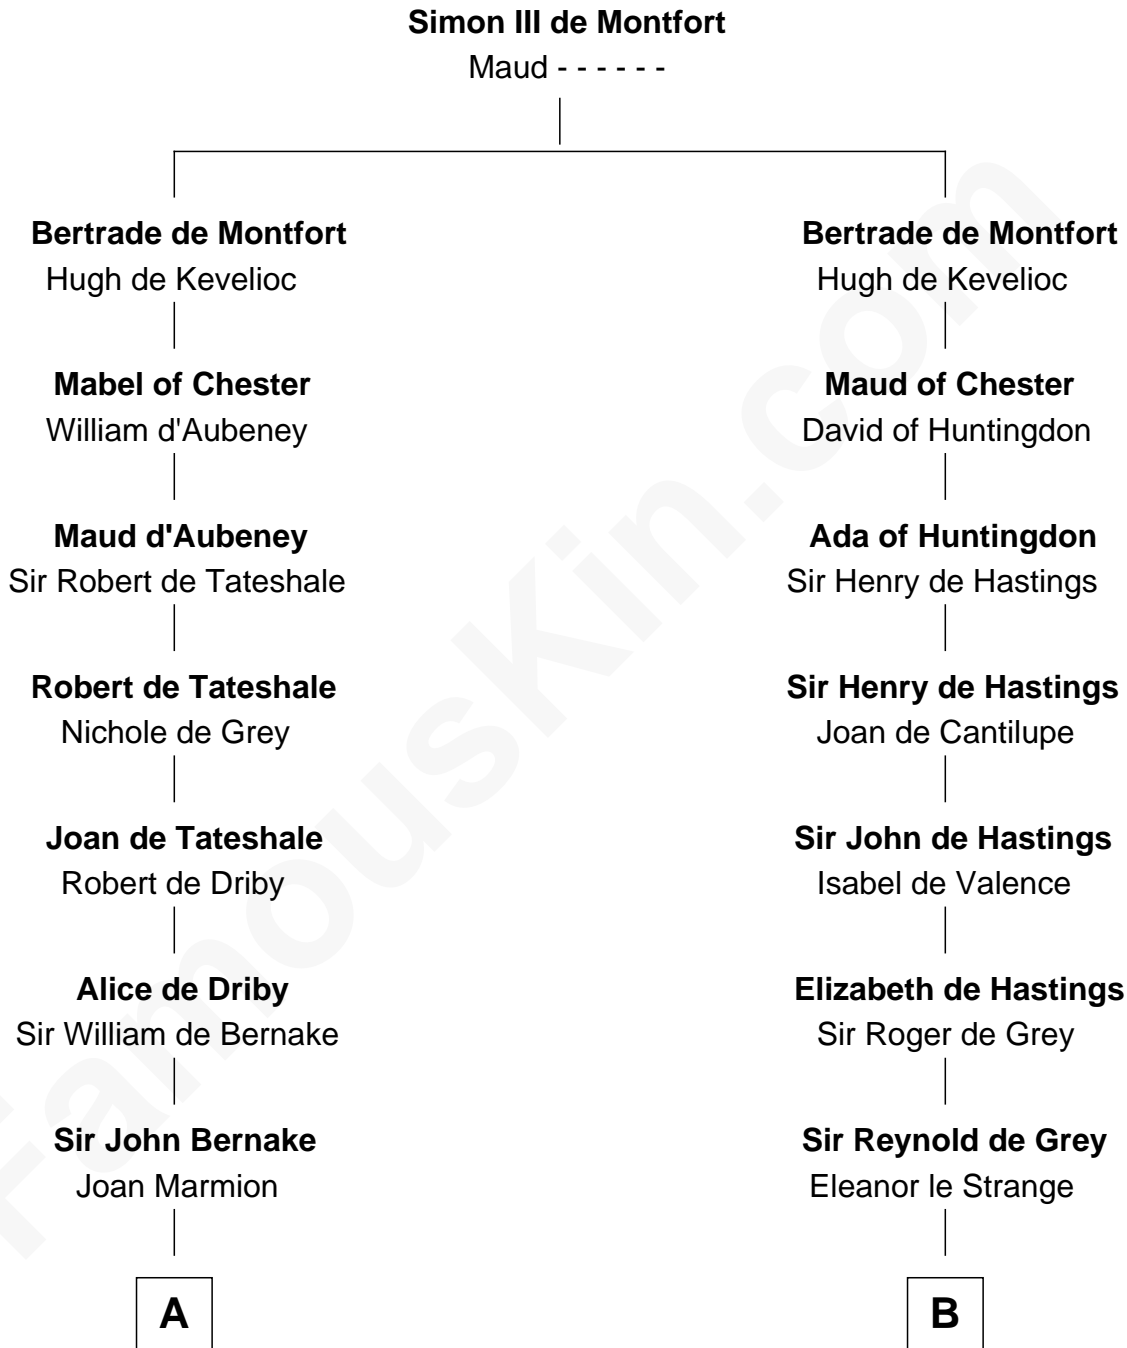 Simon III de Montfort
Maud - - - - - -
Bertrade de Montfort
Hugh de Kevelioc
Mabel of Chester
William d'Aubeney
Maud d'Aubeney
Sir Robert de Tateshale
Robert de Tateshale
Nichole de Grey
Joan de Tateshale
Robert de Driby
Alice de Driby
Sir William de Bernake
Sir John Bernake
Joan Marmion
A
Bertrade de Montfort
Hugh de Kevelioc
Maud of Chester
David of Huntingdon
Ada of Huntingdon
Sir Henry de Hastings
Sir Henry de Hastings
Joan de Cantilupe
Sir John de Hastings
Isabel de Valence
Elizabeth de Hastings
Sir Roger de Grey
Sir Reynold de Grey
Eleanor le Strange
B
FamousKin.com